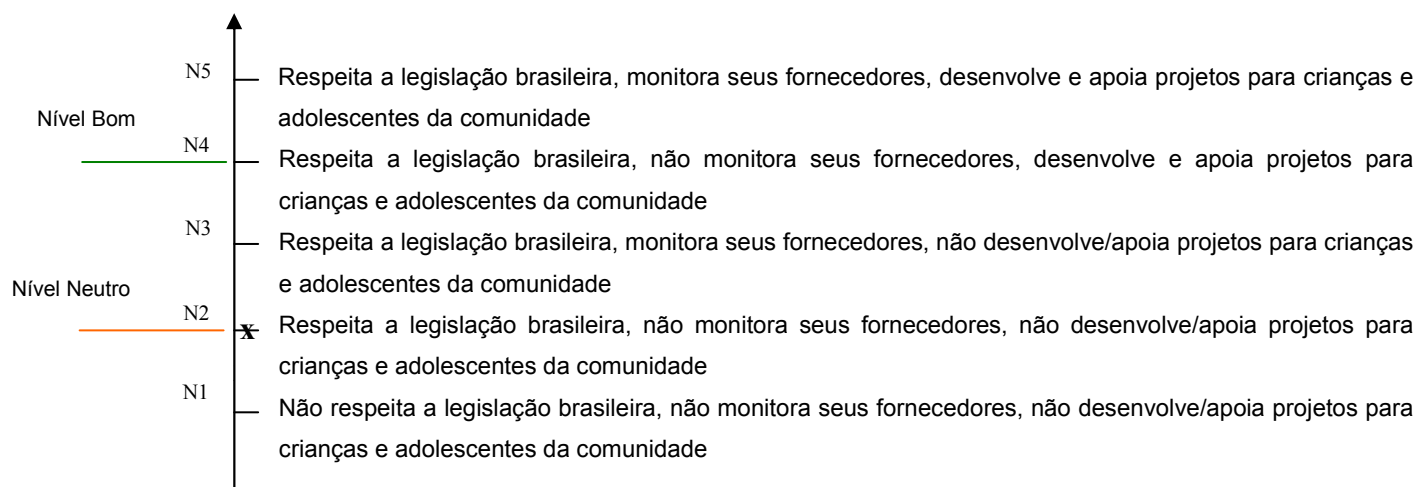 N5 Respeita a legislação brasileira, monitora seus fornecedores, desenvolve e apoia projetos para crianças e
adolescentes da comunidade
Nível Bom
N4 Respeita a legislação brasileira, não monitora seus fornecedores, desenvolve e apoia projetos para
crianças e adolescentes da comunidade
N3 Respeita a legislação brasileira, monitora seus fornecedores, não desenvolve/apoia projetos para crianças
e adolescentes da comunidade
Nível Neutro
N2 x Respeita a legislação brasileira, não monitora seus fornecedores, não desenvolve/apoia projetos para
crianças e adolescentes da comunidade
N1 Não respeita a legislação brasileira, não monitora seus fornecedores, não desenvolve/apoia projetos para
crianças e adolescentes da comunidade